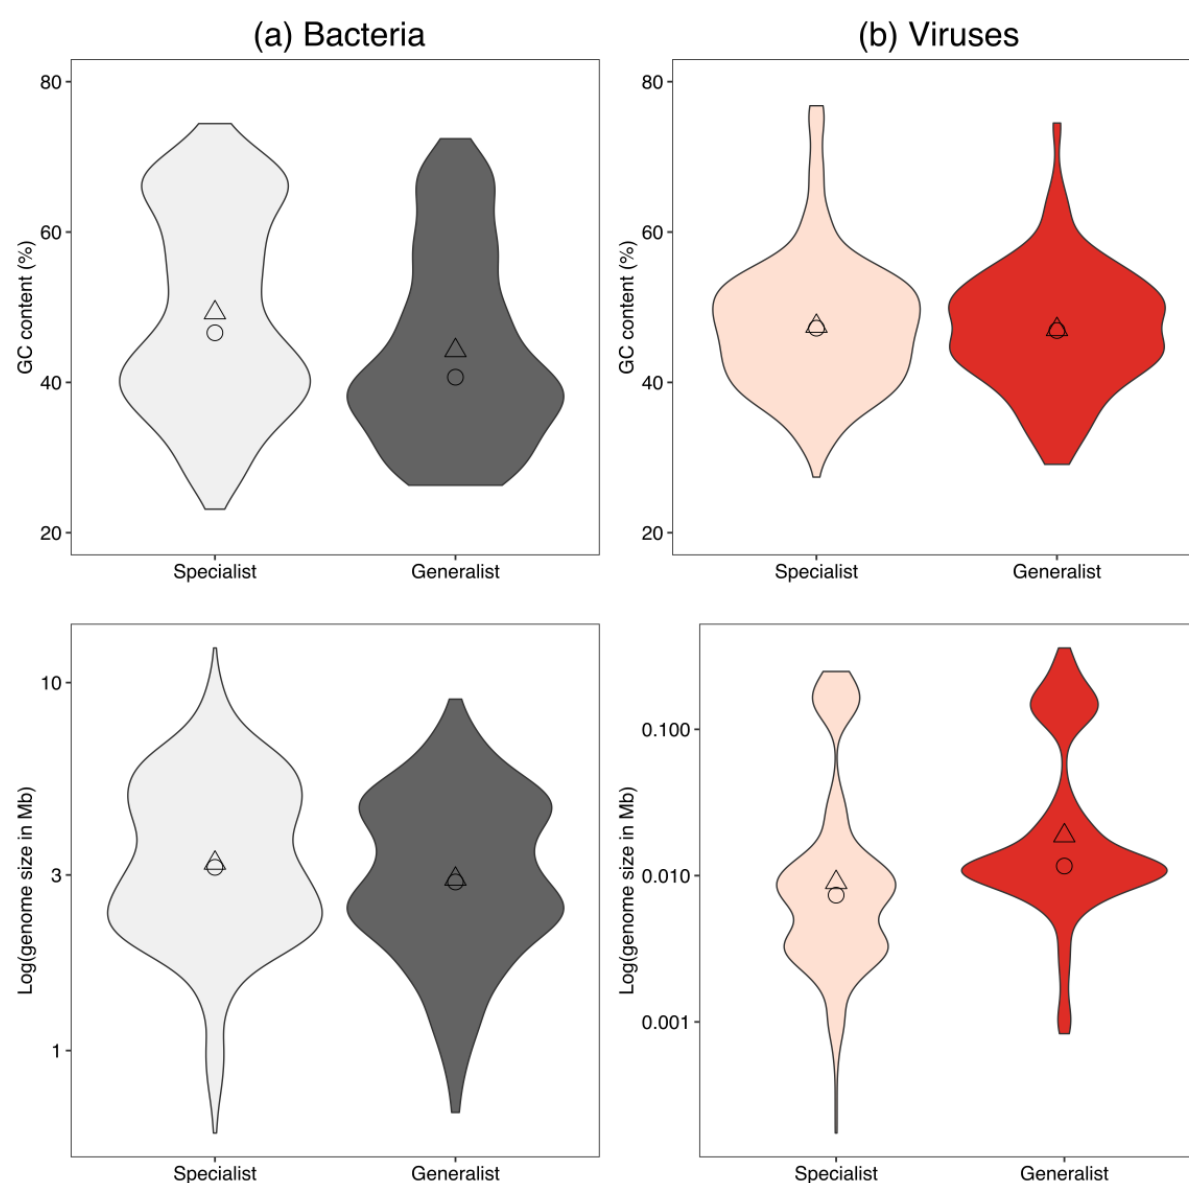 (a) Bacteria
(b) Viruses
GC content (%)
80
60
40
20
Specialist
Generalist
GC content (%)
80
60
40
20
Specialist
Generalist
Log(genome size in Mb)
10
3
1
Specialist
Generalist
Log(genome size in Mb)
0.100
0.010
0.001
Specialist
Generalist